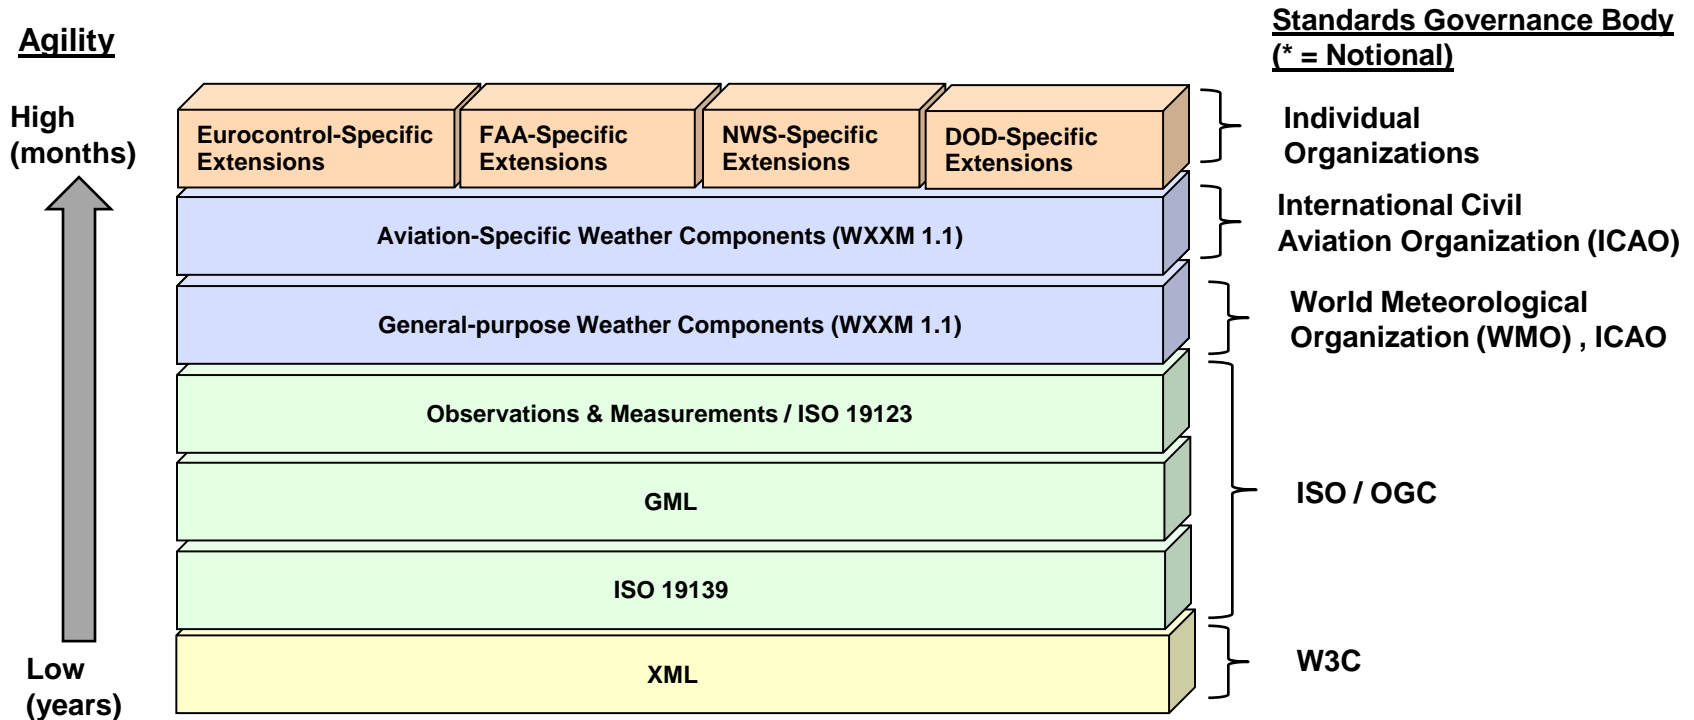 Agility
Standards Governance Body
(* = Notional)
High
(months)
Eurocontrol-Specific
Extensions
FAA-Specific
Extensions
NWS-Specific
Extensions
DOD-Specific
Extensions
Individual
Organizations
Aviation-Specific Weather Components (WXXM 1.1)
International Civil
Aviation Organization (ICAO)
General-purpose Weather Components (WXXM 1.1)
World Meteorological
Organization (WMO) , ICAO
Observations & Measurements / ISO 19123
GML
ISO / OGC
ISO 19139
XML
W3C
Low
(years)